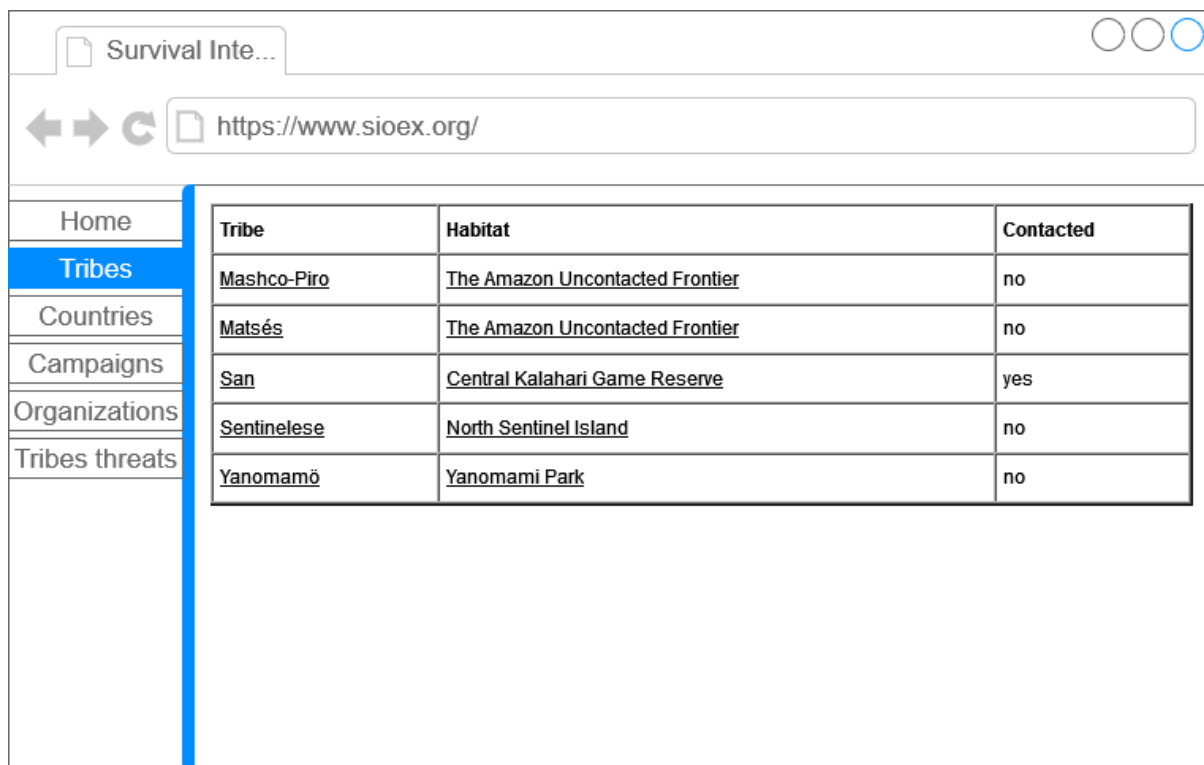 Survival Inte...
https://www.sioex.org/
Home
Tribes
Countries
Campaigns
Organizations
Tribes threats
Tribe Habitat Contacted
Mashco-Piro The Amazon Uncontacted Frontier no
Matsés The Amazon Uncontacted Frontier no
San Central Kalahari Game Reserve yes
Sentinelese North Sentinel Island no
Yanomamö Yanomami Park no